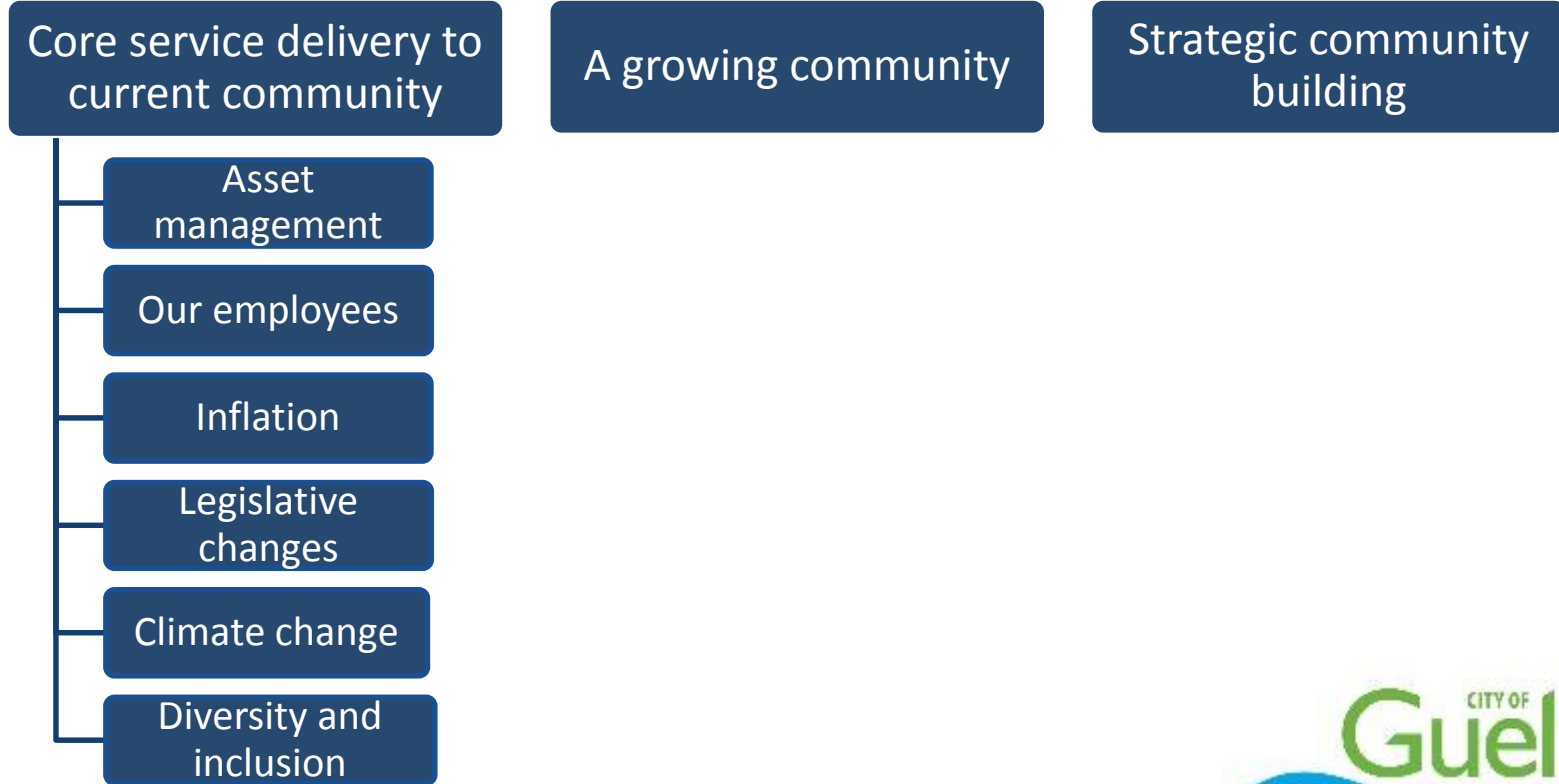 Core service delivery to
current community
A growing community
Strategic community
building
Asset
management
Our employees
Inflation
Legislative
changes
Climate change
Diversity and
inclusion
CITY OF
Guel